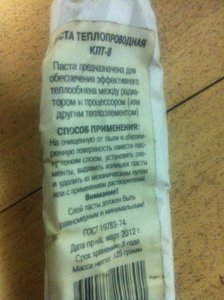 ПАСТА ТЕПЛОПРОВОДНАЯ
КПТ-8
Паста предназначена для
обеспечения эффективного
теплообмена между радиа-
тором и процессором (или
другим теплоэлементом)
СПОСОБ ПРИМЕНЕНИЯ:
На очищенную от пыли и обезжи-
ренную поверхность нанести пас-
ту тонким слоем, установить эле-
менты, выдавить излишки пасты
и удалить их механическим путем
или с применением растворителя
Внимание!
Слой пасты должен быть
равномерным и минимальным!
ГОСТ 19783-74
Дата март 2012 г.
Срок хранения: 3 года
Масса нетто: 125 грамм